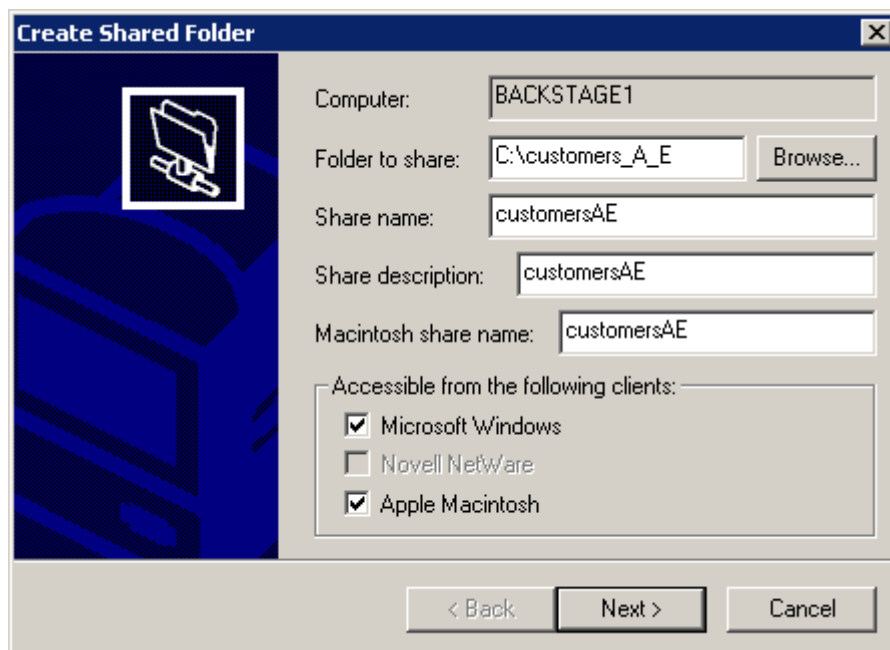 Create Shared Folder
Computer: BACKSTAGE1
Folder to share: C:\customers_A_E Browse...
Share name: customersAE
Share description: customersAE
Macintosh share name: customersAE
Accessible from the following clients:
Microsoft Windows
Novell NetWare
Apple Macintosh
< Back Next > Cancel